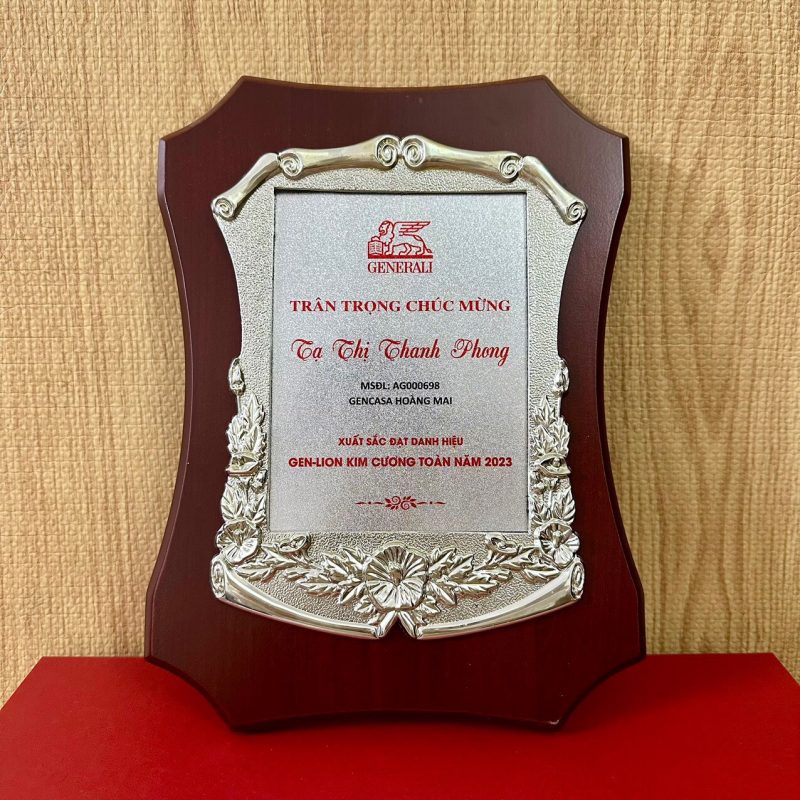 GENERALI
TRÂN TRỌNG CHÚC MỪNG
Tạ Thị Thanh Phong
MSĐL: AG000698
GENCASA HOÀNG MAI
XUẤT SẮC ĐẠT DANH HIỆU
GEN-LION KIM CƯƠNG TOÀN NĂM 2023